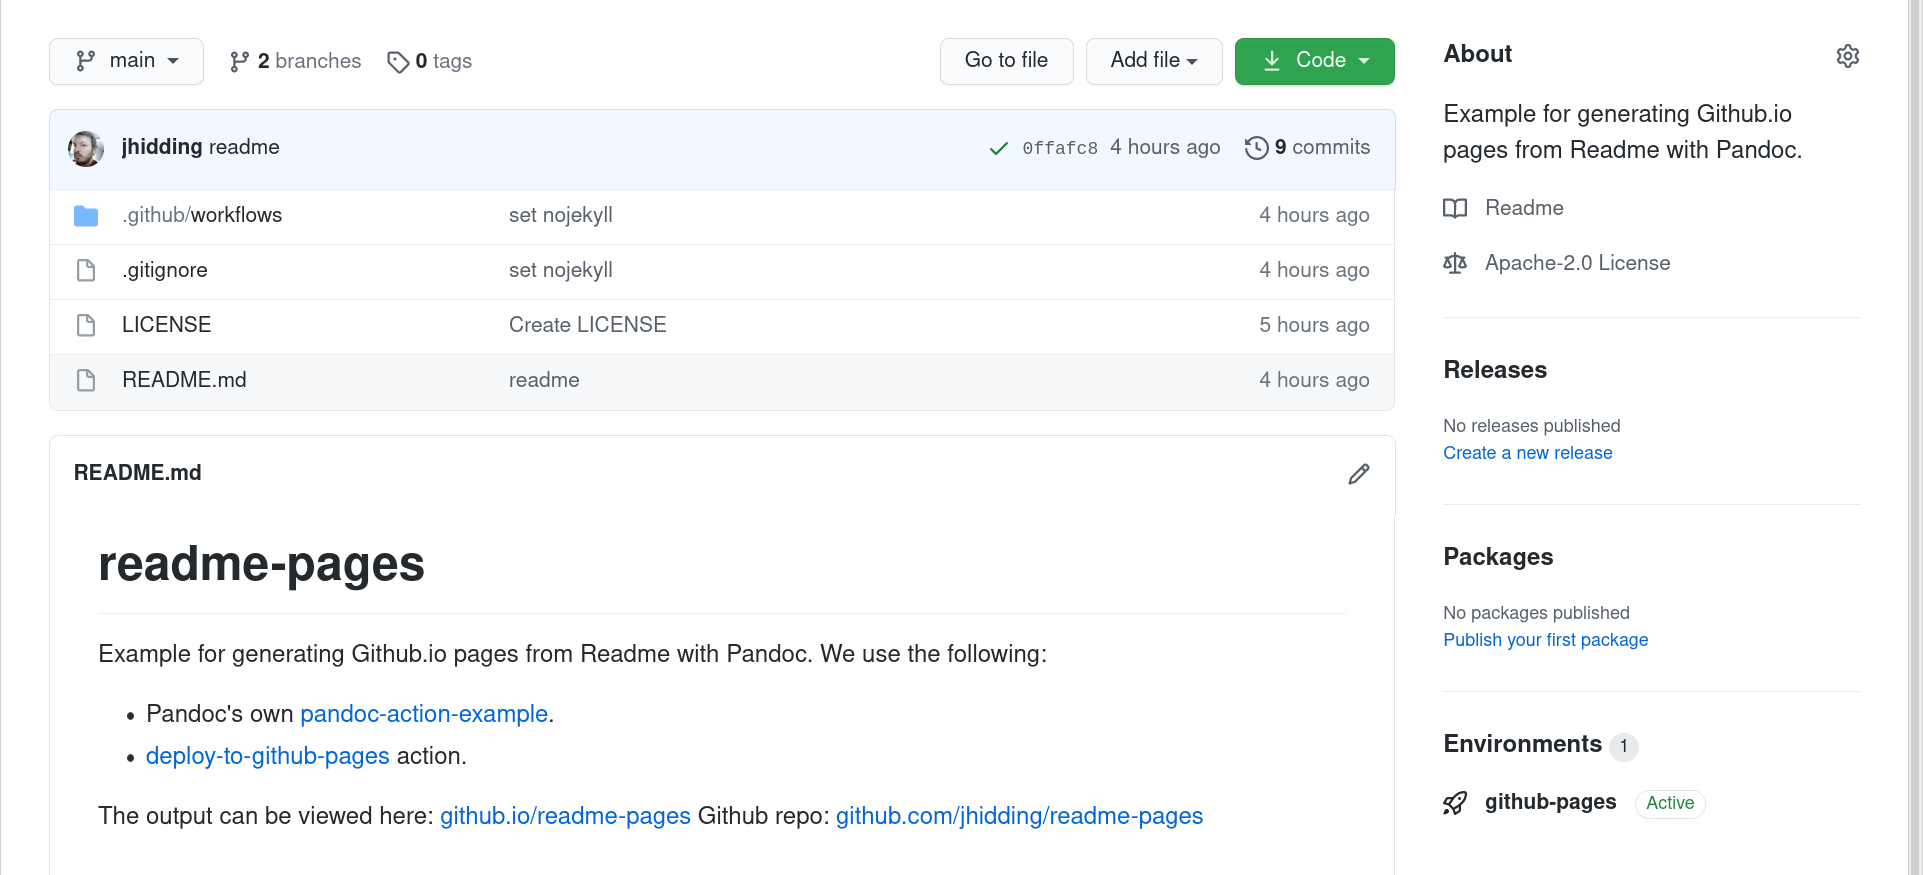 main
2 branches
0 tags
Go to file
Add file
Code
jhidding readme
0ffafc8 4 hours ago
9 commits
.github/workflows
set nojekyll
4 hours ago
.gitignore
set nojekyll
4 hours ago
LICENSE
Create LICENSE
5 hours ago
README.md
readme
4 hours ago
README.md
readme-pages
Example for generating Github.io pages from Readme with Pandoc. We use the following:
• Pandoc's own pandoc-action-example.
• deploy-to-github-pages action.
The output can be viewed here: github.io/readme-pages Github repo: github.com/jhidding/readme-pages
About
Example for generating Github.io
pages from Readme with Pandoc.
Readme
Apache-2.0 License
Releases
No releases published
Create a new release
Packages
No packages published
Publish your first package
Environments 1
github-pages Active